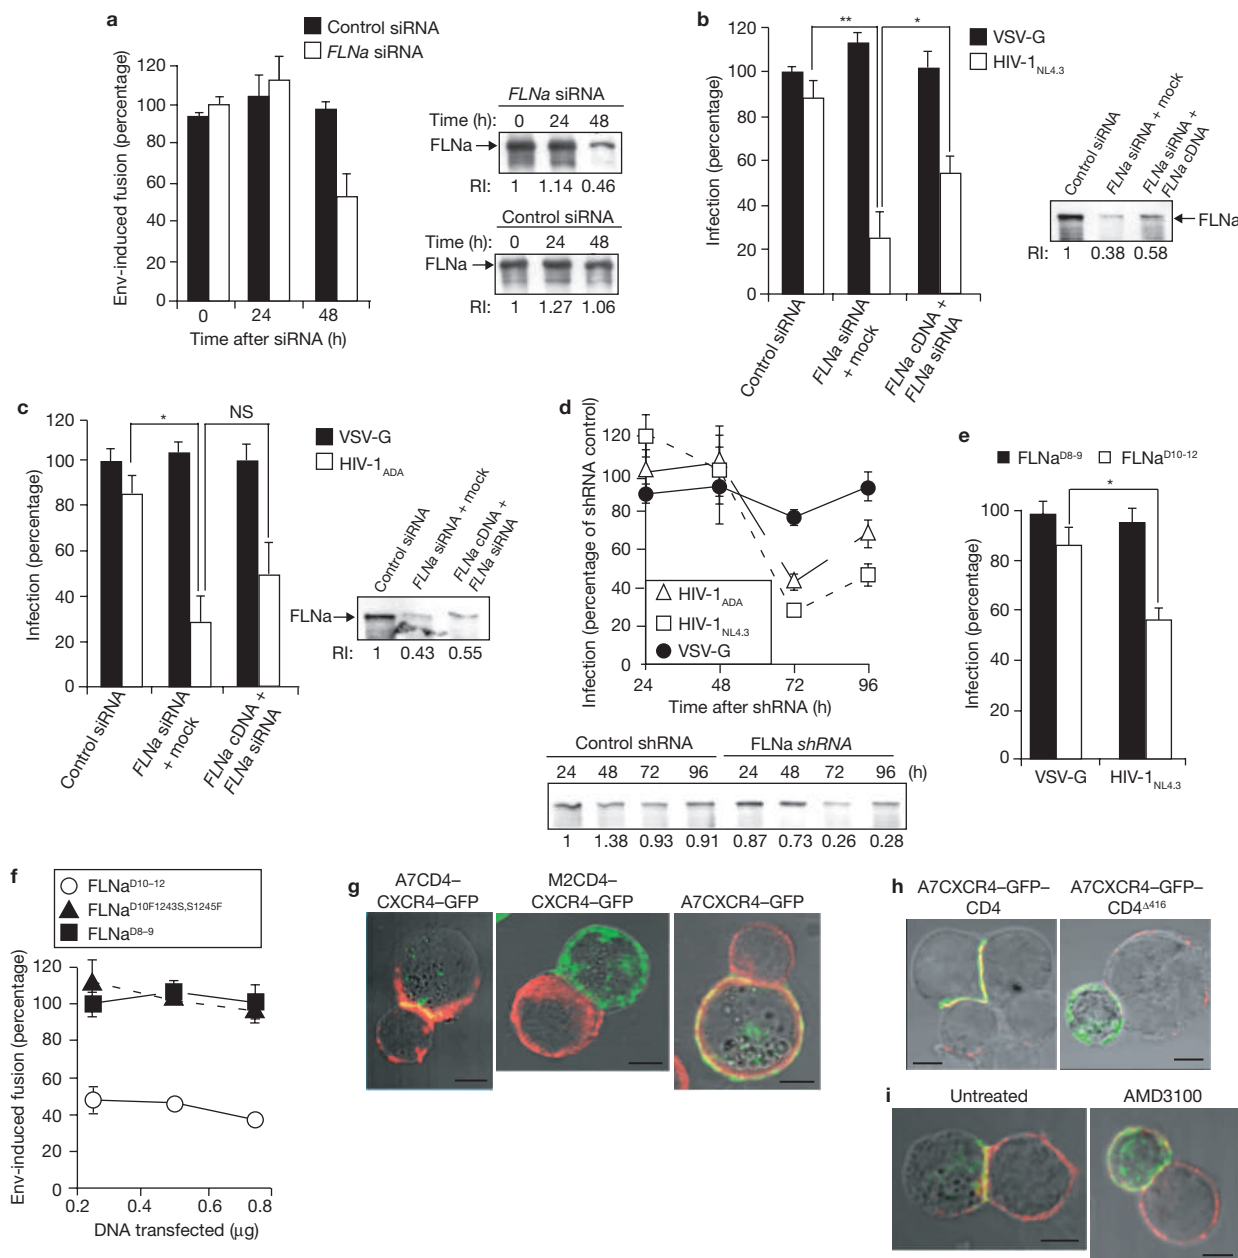 a
Control siRNA
FLNa siRNA
Env-induced fusion (percentage)
120
100
80
60
40
20
0
0 24 48
Time after siRNA (h)
FLNa siRNA
Time (h): 0 24 48
FLNa
RI: 1 1.14 0.46
Control siRNA
Time (h): 0 24 48
FLNa
RI: 1 1.27 1.06
b
VSV-G
HIV-1NL4.3
** *
Infection (percentage)
120
100
80
60
40
20
0
Control siRNA
FLNa siRNA
+ mock
FLNa cDNA +
FLNa siRNA
Control siRNA
FLNa siRNA + mock
FLNa siRNA +
FLNa cDNA
FLNa
RI: 1 0.38 0.58
c
* NS
VSV-G
HIV-1ADA
Infection (percentage)
120
100
80
60
40
20
0
Control siRNA
FLNa siRNA
+ mock
FLNa cDNA +
FLNa siRNA
Control siRNA
FLNa siRNA + mock
FLNa cDNA +
FLNa siRNA
FLNa
RI: 1 0.43 0.55
d
Infection (percentage of shRNA control)
120
100
80
60
40
20
0
HIV-1ADA
HIV-1NL4.3
VSV-G
24 48 72 96
Time after shRNA (h)
Control shRNA FLNa shRNA
24 48 72 96 24 48 72 96 (h)
1 1.38 0.93 0.91 0.87 0.73 0.26 0.28
e
FLNaD8-9 FLNaD10-12
*
Infection (percentage)
100
80
60
40
20
0
VSV-G HIV-1NL4.3
f
FLNaD10–12
FLNaD10F1243S,S1245F
FLNaD8–9
Env-induced fusion (percentage)
120
100
80
60
40
20
0
0.2 0.4 0.6 0.8
DNA transfected (μg)
g
A7CD4–
CXCR4–GFP
M2CD4–
CXCR4–GFP
A7CXCR4–GFP
h
A7CXCR4–GFP–
CD4
A7CXCR4–GFP–
CD4Δ416
i
Untreated
AMD3100